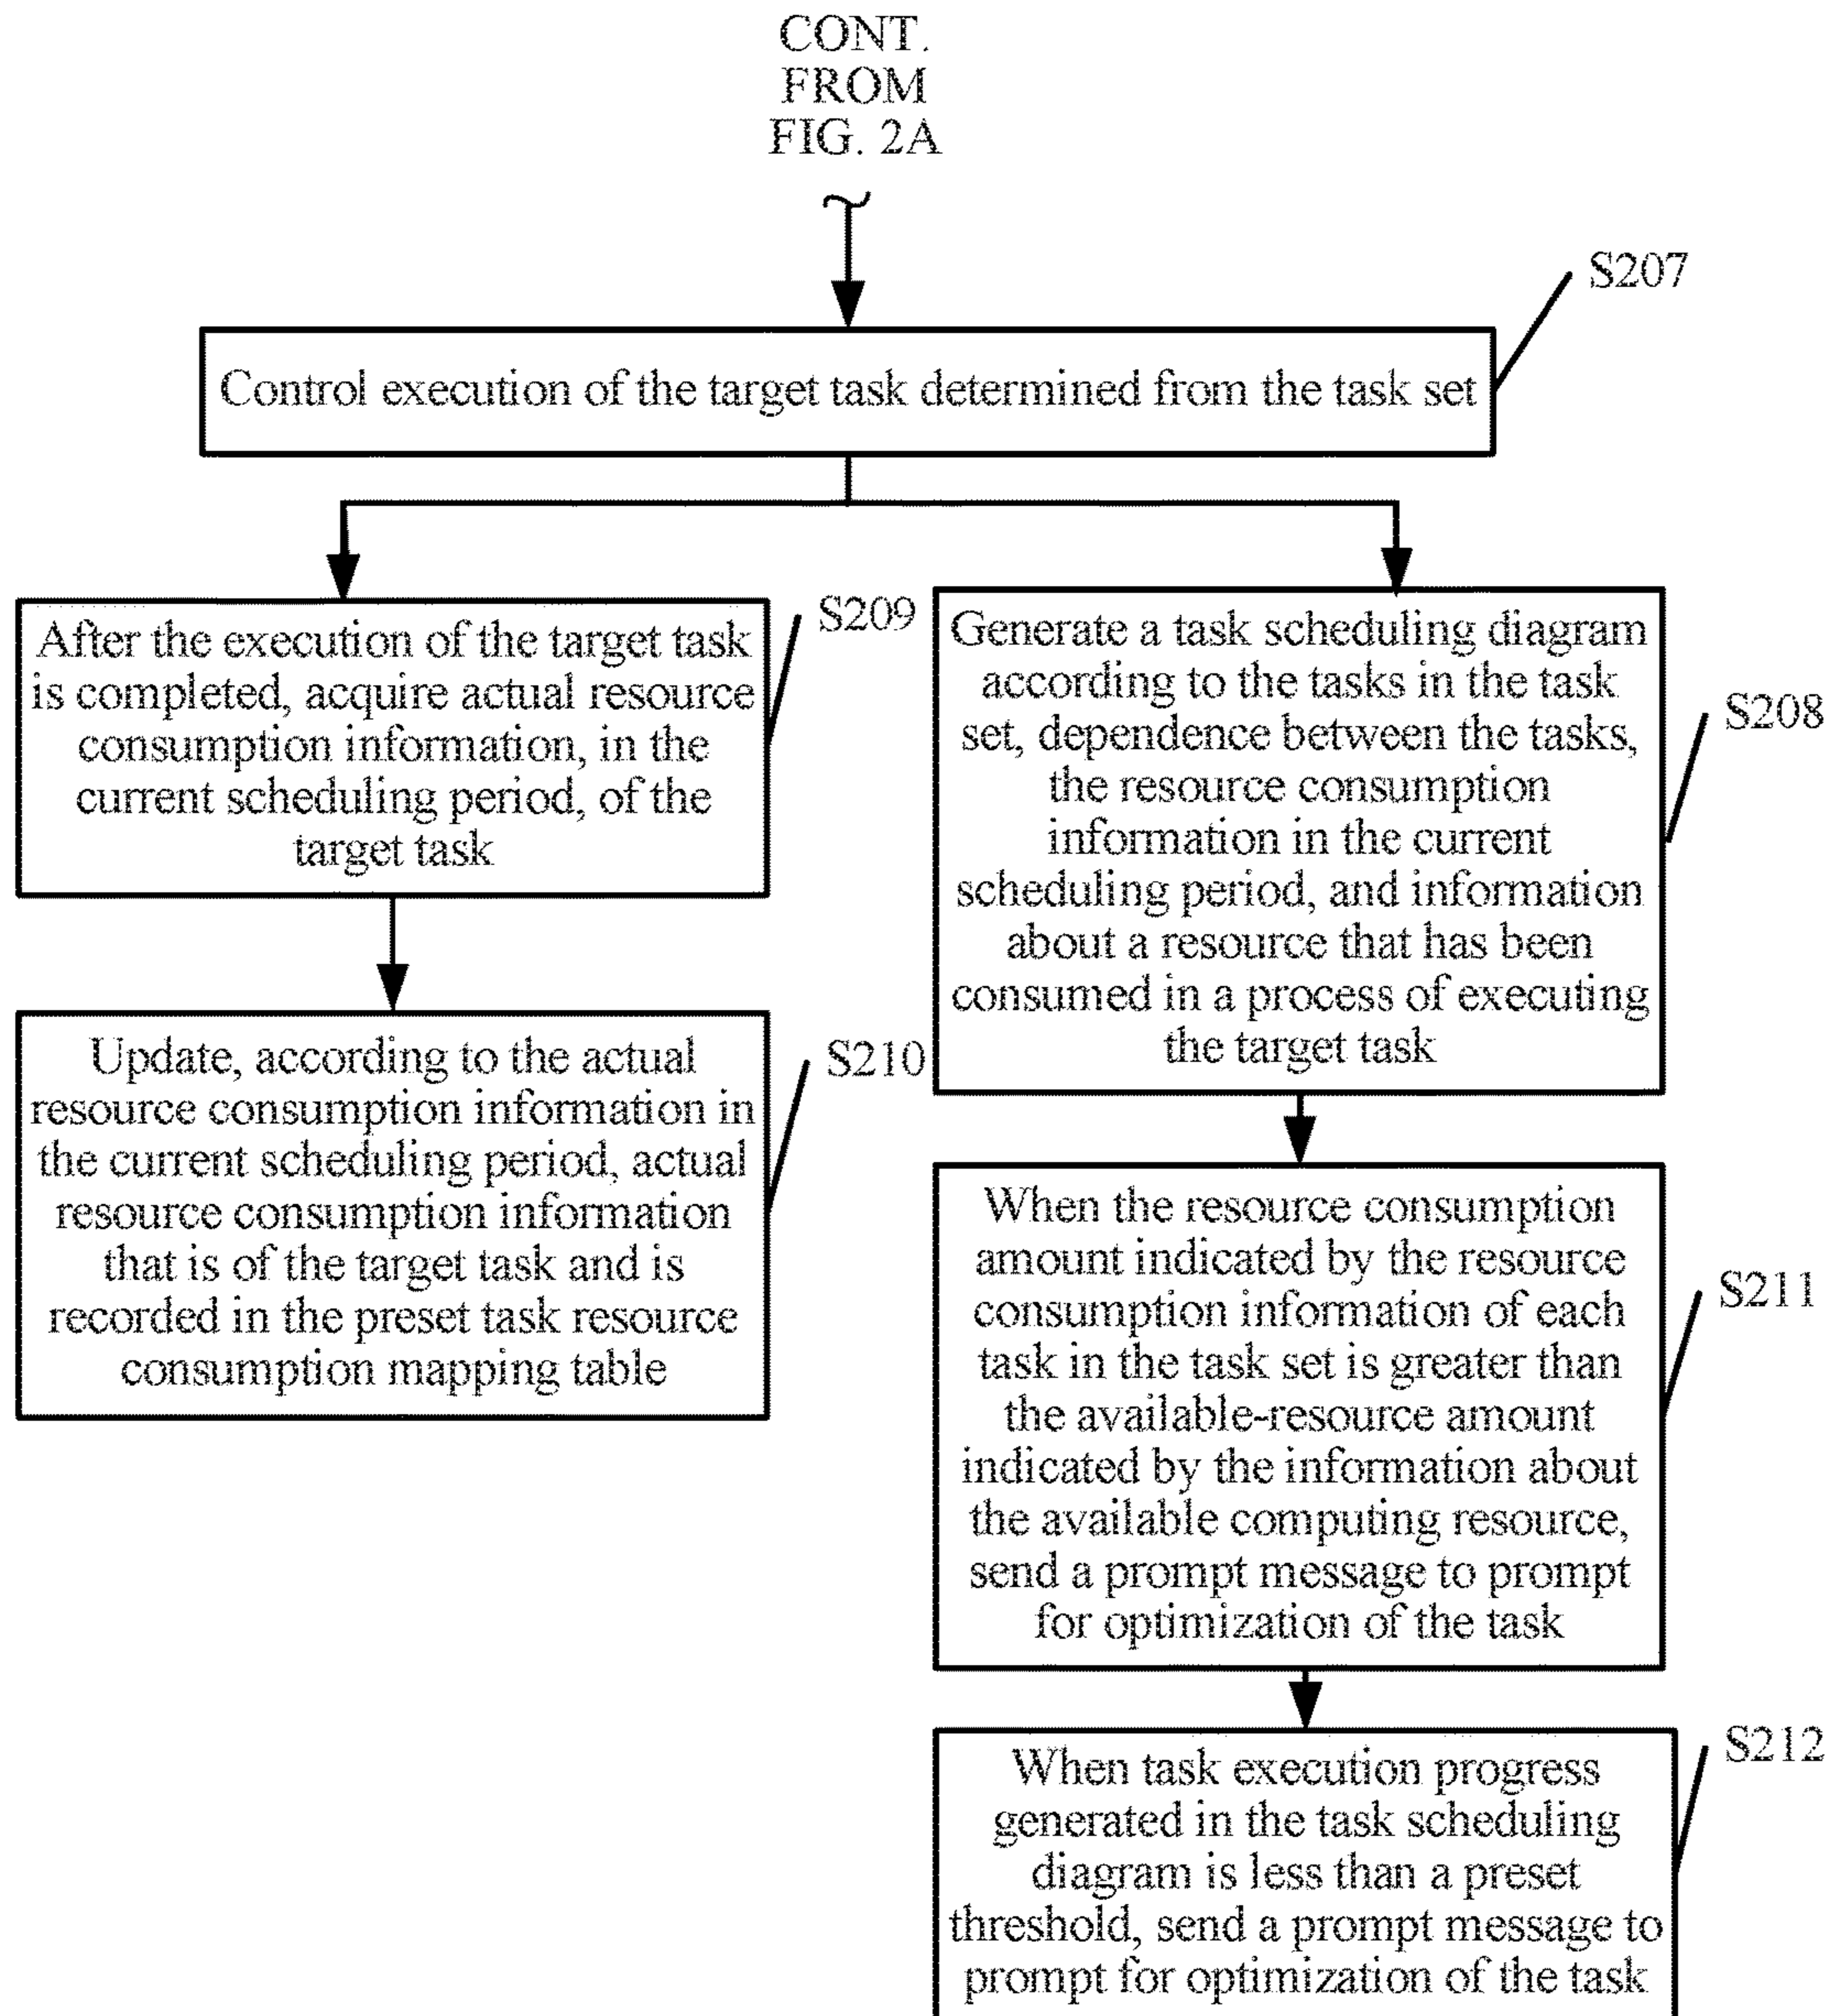 CONT.
FROM
FIG. 2A
S207
Control execution of the target task determined from the task set
S209
After the execution of the target task
is completed, acquire actual resource
consumption information, in the
current scheduling period, of the
target task
S208
Generate a task scheduling diagram
according to the tasks in the task
set, dependence between the tasks,
the resource consumption
information in the current
scheduling period, and information
about a resource that has been
consumed in a process of executing
the target task
S210
Update, according to the actual
resource consumption information in
the current scheduling period, actual
resource consumption information
that is of the target task and is
recorded in the preset task resource
consumption mapping table
S211
When the resource consumption
amount indicated by the resource
consumption information of each
task in the task set is greater than
the available-resource amount
indicated by the information about
the available computing resource,
send a prompt message to prompt
for optimization of the task
S212
When task execution progress
generated in the task scheduling
diagram is less than a preset
threshold, send a prompt message to
prompt for optimization of the task